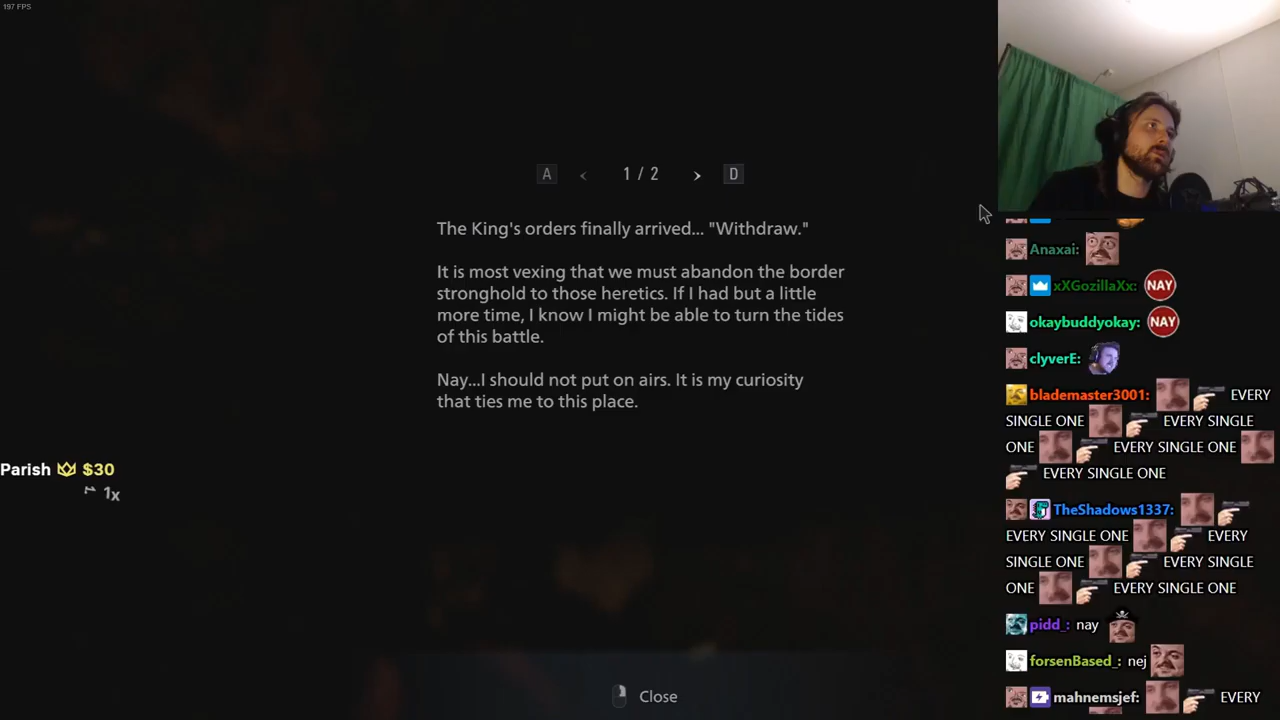 197 FPS
A < 1 / 2 > D
The King's orders finally arrived... "Withdraw."
It is most vexing that we must abandon the border
stronghold to those heretics. If I had but a little
more time, I know I might be able to turn the tides
of this battle.
Nay...I should not put on airs. It is my curiosity
that ties me to this place.
Parish $30
1x
Close
Anaxai:
xXGozillaXx: NAY
okaybuddyokay: NAY
clyverE:
blademaster3001: EVERY
SINGLE ONE EVERY SINGLE
ONE EVERY SINGLE ONE
EVERY SINGLE ONE
TheShadows1337:
EVERY SINGLE ONE EVERY
SINGLE ONE EVERY SINGLE
ONE EVERY SINGLE ONE
pidd_: nay
forsenBased_: nej
mahnemsjef: EVERY